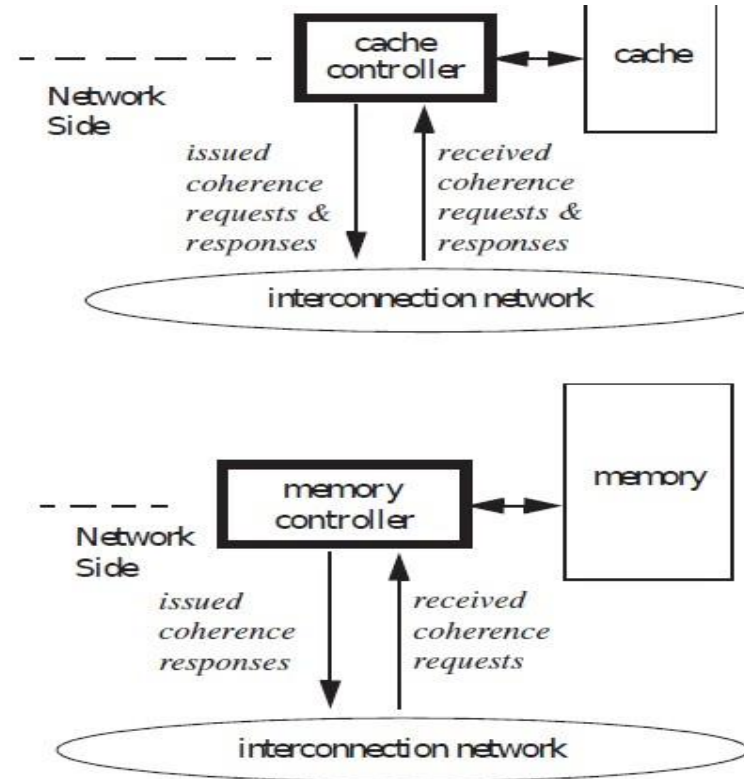 cache
controller
cache
Network
Side
issued
coherence
requests &
responses
received
coherence
requests &
responses
interconnection network
memory
controller
memory
Network
Side
issued
coherence
responses
received
coherence
requests
interconnection network